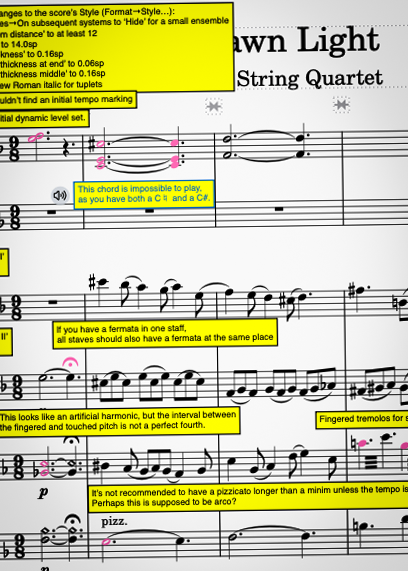 anges to the score's Style (Format→Style...):
es→On subsequent systems to 'Hide' for a small ensemble
m distance' to at least 12
to 14.0sp
kness' to 0.16sp
thickness at end' to 0.06sp
thickness middle' to 0.16sp
ew Roman italic for tuplets
awn Light
String Quartet
uldn't find an initial tempo marking
itial dynamic level set.
This chord is impossible to play,
as you have both a C♮ and a C#.
If you have a fermata in one staff,
all staves should also have a fermata at the same place
This looks like an artificial harmonic, but the interval between
the fingered and touched pitch is not a perfect fourth.
Fingered tremolos for s
p
It's not recommended to have a pizzicato longer than a minim unless the tempo is
Perhaps this is supposed to be arco?
pizz.